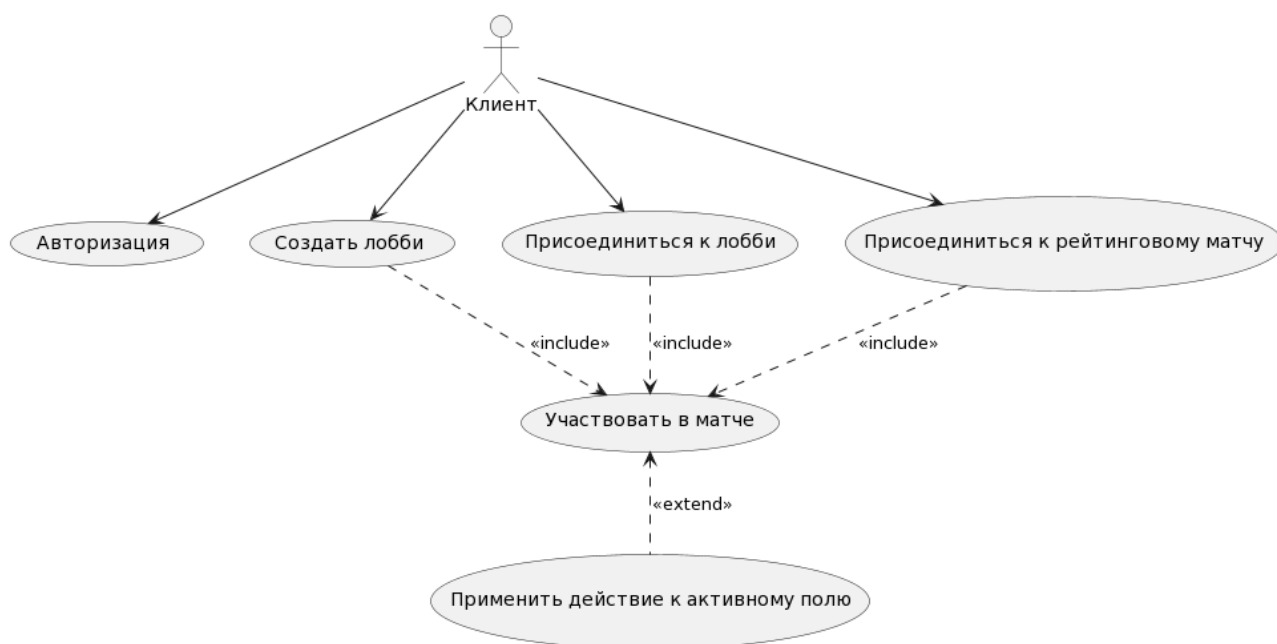 Клиент
Авторизация
Создать лобби
Присоединиться к лобби
Присоединиться к рейтинговому матчу
«include»
«include»
«include»
Участвовать в матче
«extend»
Применить действие к активному полю